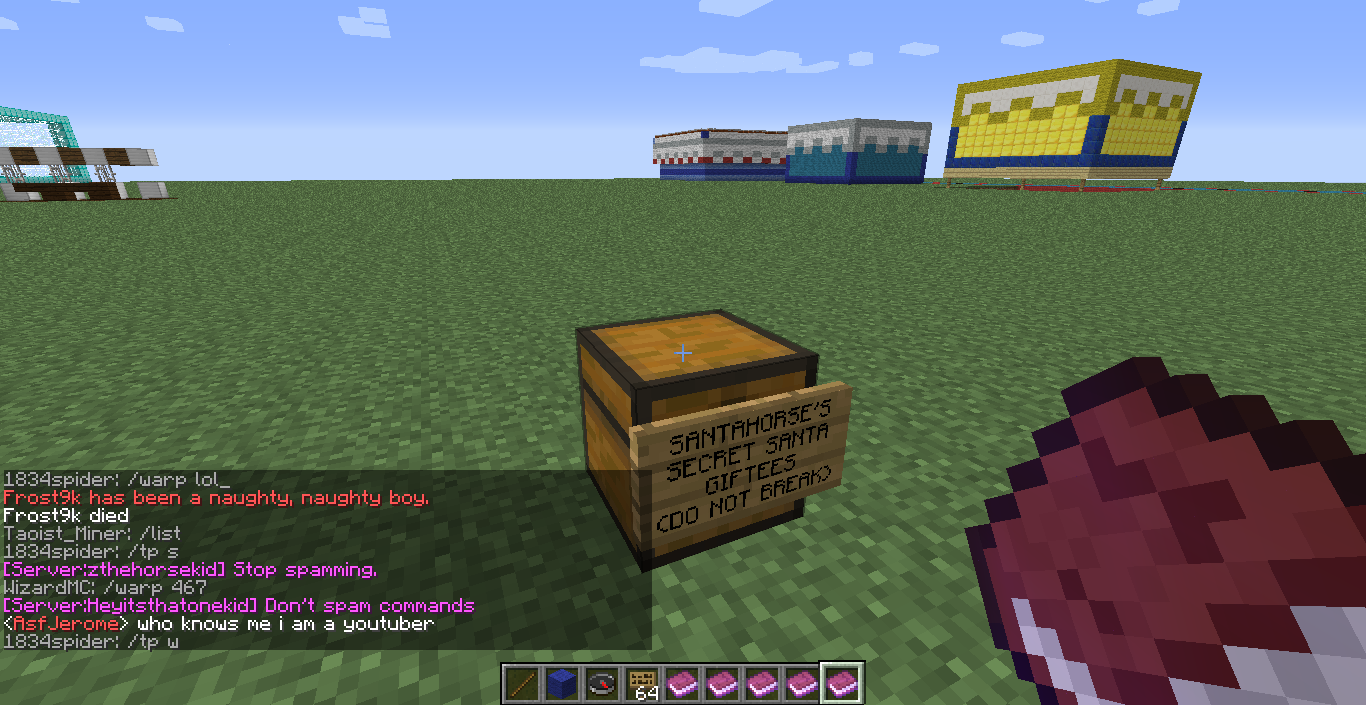 SANTAHORSE'S
SECRET SANTA
GIFTEES
(DO NOT BREAK)
1834spider: /warp lol_
Frost9k has been a naughty, naughty boy.
Frost9k died
Taoist_Miner: /list
1834spider: /tp s
[Server:zthehorsekid] Stop spamming.
WizardMC: /warp 467
[Server:Heyitsthatonekid] Don't spam commands
<AsfJerome> who knows me i am a youtuber
1834spider: /tp w
64